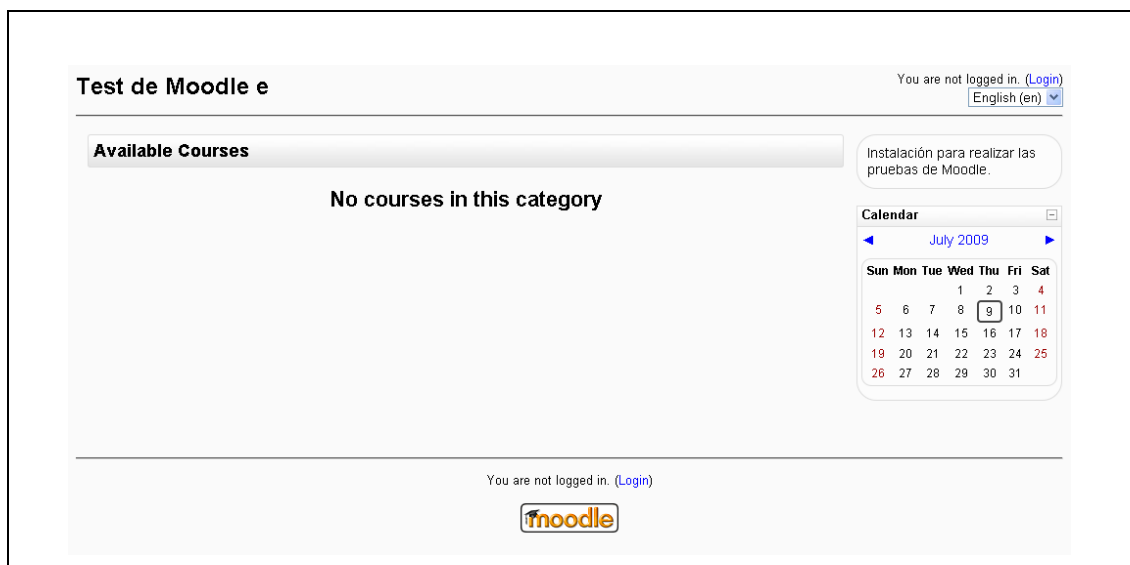 Test de Moodle e
You are not logged in. (Login)
English (en)
Available Courses
No courses in this category
Instalación para realizar las
pruebas de Moodle.
Calendar
July 2009
Sun Mon Tue Wed Thu Fri Sat
1 2 3 4
5 6 7 8 9 10 11
12 13 14 15 16 17 18
19 20 21 22 23 24 25
26 27 28 29 30 31
You are not logged in. (Login)
moodle